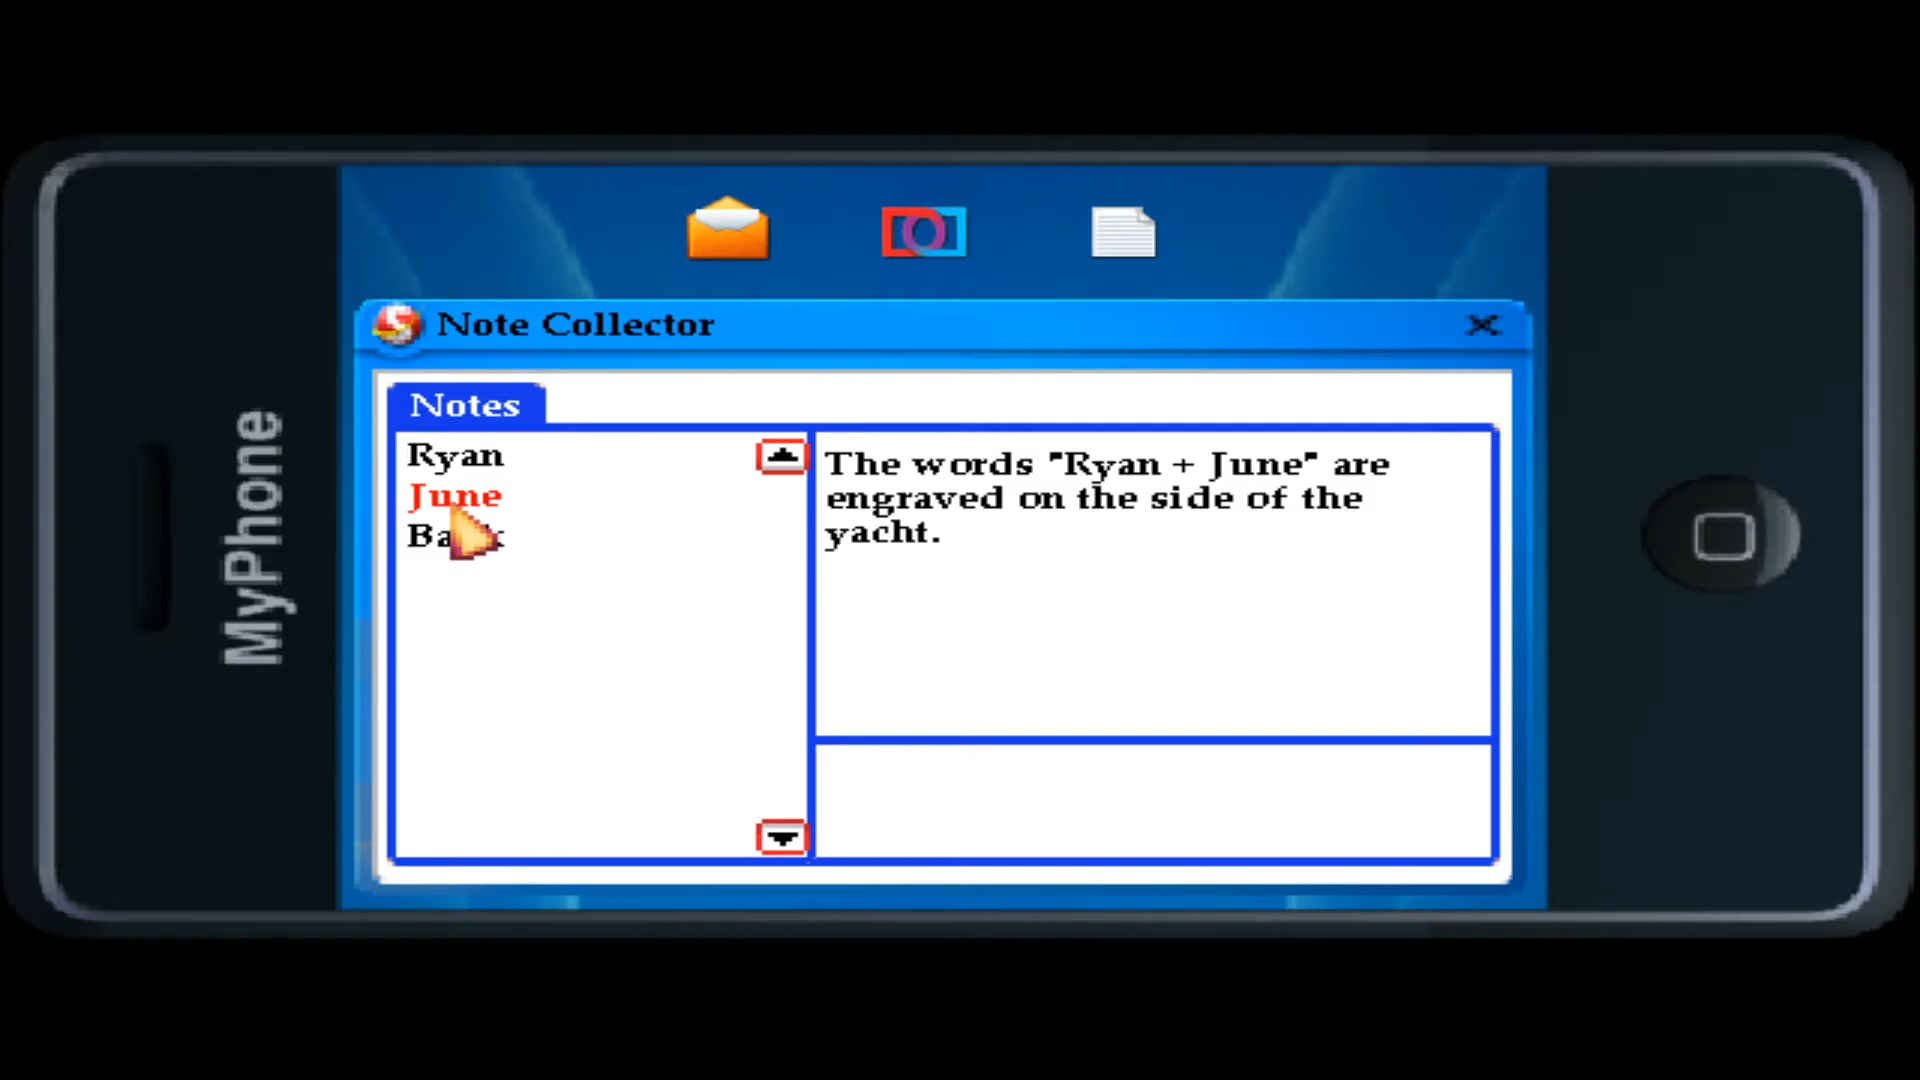 MyPhone
Note Collector
Notes
Ryan
June
The words "Ryan + June" are
engraved on the side of the
yacht.